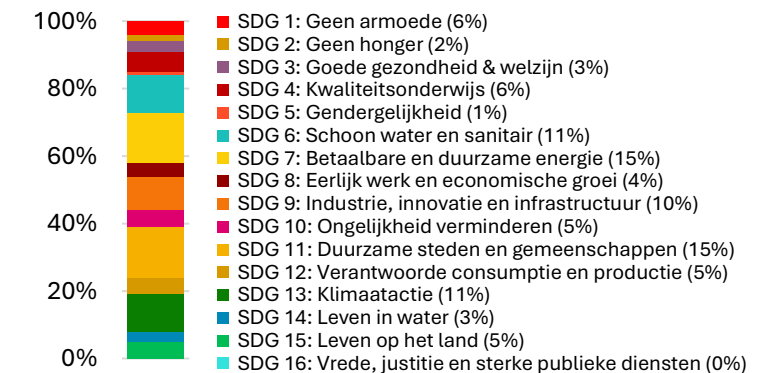 100%
80%
60%
40%
20%
0%
SDG 1: Geen armoede (6%)
SDG 2: Geen honger (2%)
SDG 3: Goede gezondheid & welzijn (3%)
SDG 4: Kwaliteitsonderwijs (6%)
SDG 5: Gendergelijkheid (1%)
SDG 6: Schoon water en sanitair (11%)
SDG 7: Betaalbare en duurzame energie (15%)
SDG 8: Eerlijk werk en economische groei (4%)
SDG 9: Industrie, innovatie en infrastructuur (10%)
SDG 10: Ongelijkheid verminderen (5%)
SDG 11: Duurzame steden en gemeenschappen (15%)
SDG 12: Verantwoorde consumptie en productie (5%)
SDG 13: Klimaatactie (11%)
SDG 14: Leven in water (3%)
SDG 15: Leven op het land (5%)
SDG 16: Vrede, justitie en sterke publieke diensten (0%)